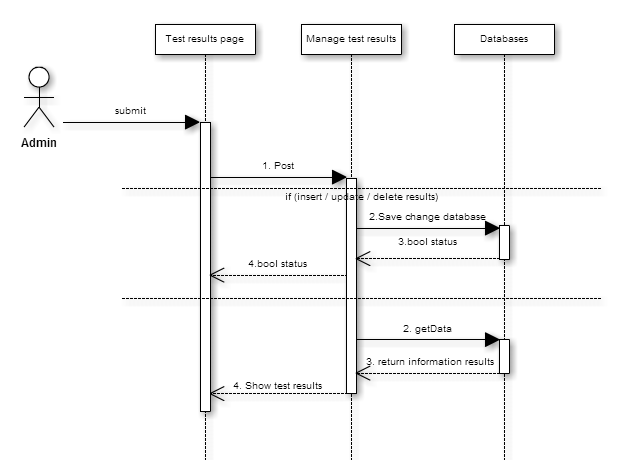 Test results page
Manage test results
Databases
submit
Admin
1. Post
if (insert / update / delete results)
2.Save change database
3.bool status
4.bool status
2. getData
3. return information results
4. Show test results